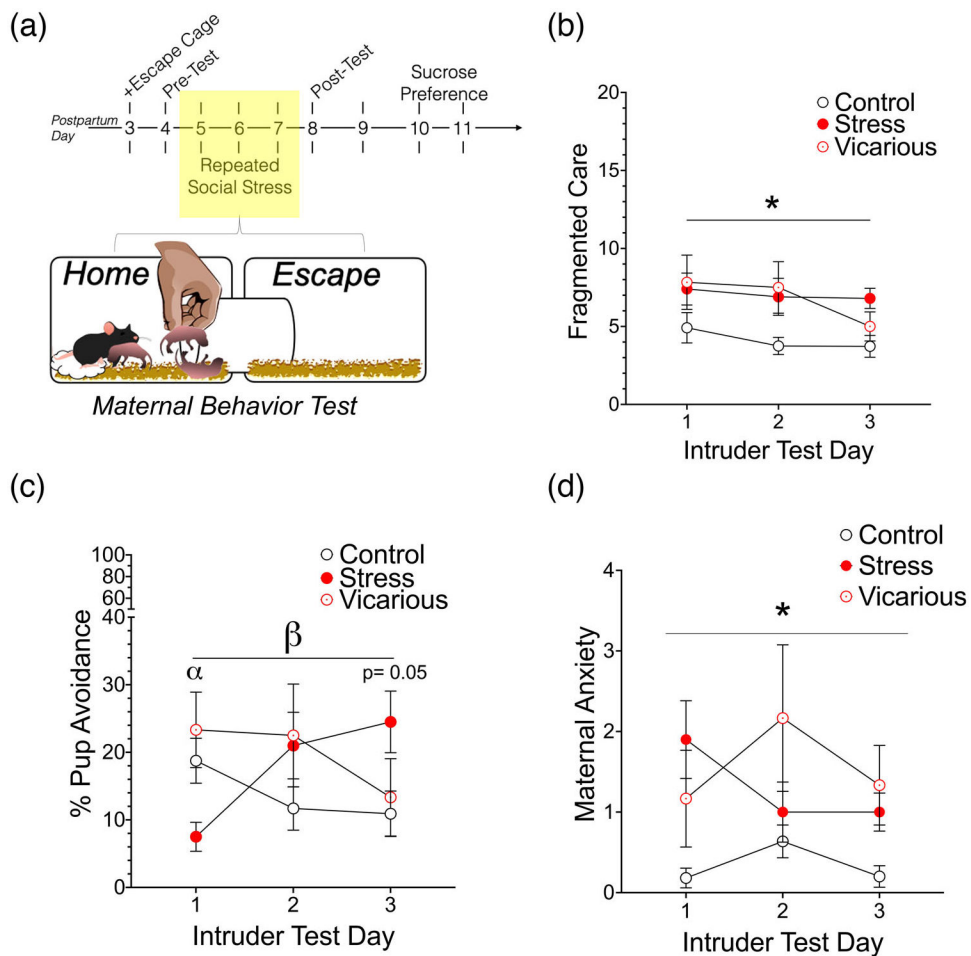 (a)
+Escape Cage
Pre-Test
Post-Test
Sucrose
Preference
Postpartum
Day
3 4 5 6 7 8 9 10 11
Repeated
Social Stress
Home
Escape
Maternal Behavior Test
(b)
Control
Stress
Vicarious
20
15
10
5
0
*
Fragmented Care
1 2 3
Intruder Test Day
(c)
Control
Stress
Vicarious
100
90
80
70
60
50
40
40
30
20
10
0
β
α
p= 0.05
% Pup Avoidance
1 2 3
Intruder Test Day
(d)
Control
Stress
Vicarious
4
3
2
1
0
*
Maternal Anxiety
1 2 3
Intruder Test Day